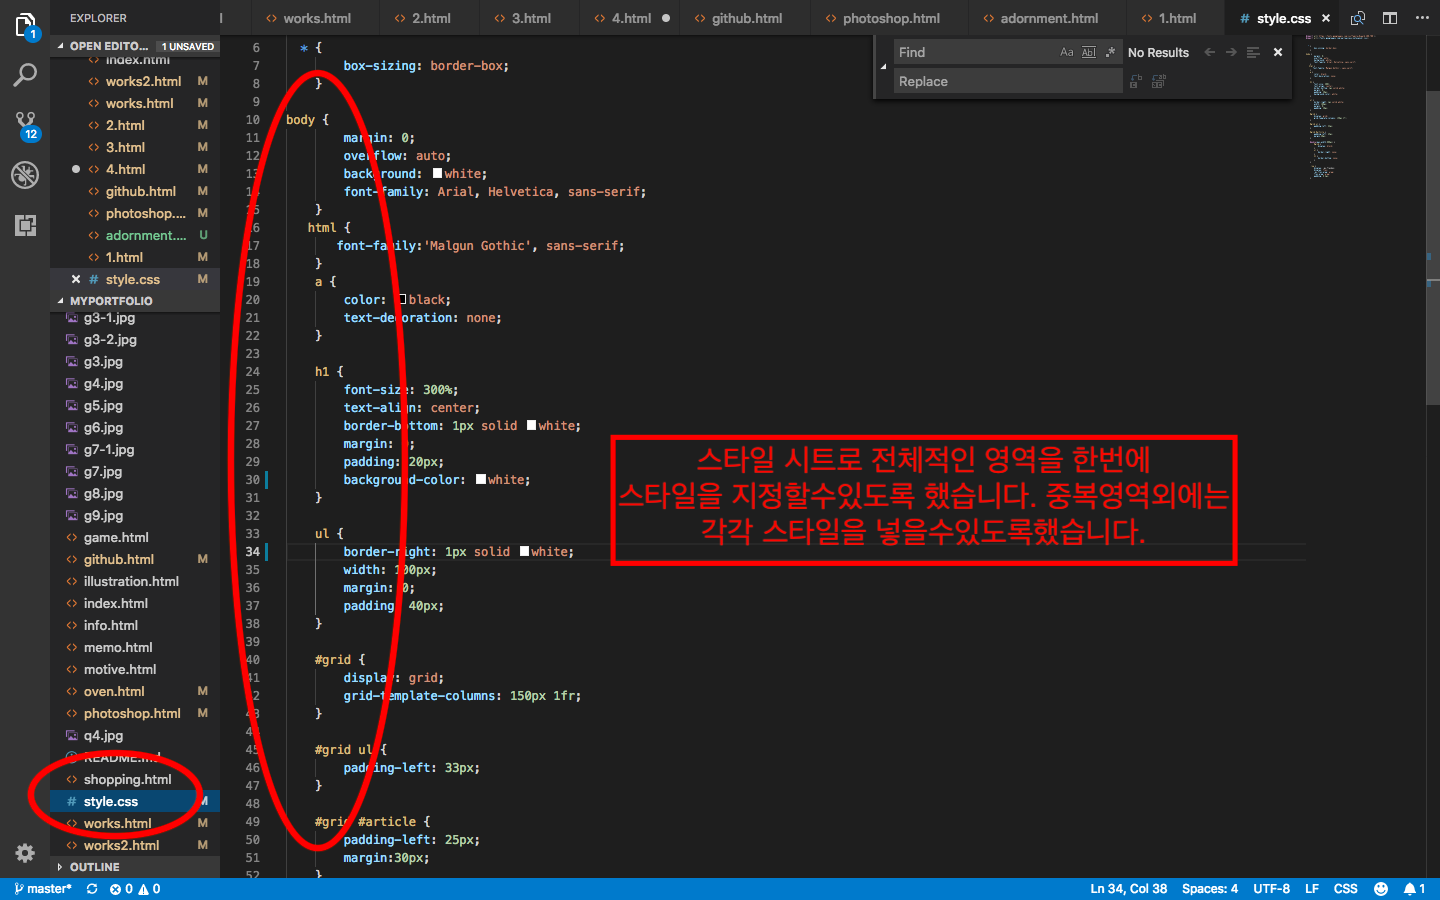 EXPLORER
works.html
2.html
3.html
4.html
github.html
photoshop.html
adornment.html
1.html
# style.css
OPEN EDITO... 1 UNSAVED
index.html
works2.html M
works.html M
2.html M
3.html M
4.html M
github.html M
photoshop.... M
adornment.... U
1.html M
# style.css M
MYPORTFOLIO
g3-1.jpg
g3-2.jpg
g3.jpg
g4.jpg
g5.jpg
g6.jpg
g7-1.jpg
g7.jpg
g8.jpg
g9.jpg
game.html
github.html M
illustration.html
index.html
info.html
memo.html
motive.html
oven.html M
photoshop.html M
q4.jpg
README.md
shopping.html
# style.css M
works.html M
works2.html M
OUTLINE
Find Aa Abl .* No Results
Replace
6 * {
7 box-sizing: border-box;
8 }
9
10 body {
11 margin: 0;
12 overflow: auto;
13 background: white;
14 font-family: Arial, Helvetica, sans-serif;
15 }
16 html {
17 font-family:'Malgun Gothic', sans-serif;
18 }
19 a {
20 color: black;
21 text-decoration: none;
22 }
23
24 h1 {
25 font-size: 300%;
26 text-align: center;
27 border-bottom: 1px solid white;
28 margin: 0;
29 padding: 20px;
30 background-color: white;
31 }
32
33 ul {
34 border-right: 1px solid white;
35 width: 100px;
36 margin: 0;
37 padding: 40px;
38 }
39
40 #grid {
41 display: grid;
42 grid-template-columns: 150px 1fr;
43 }
44
45 #grid ul {
46 padding-left: 33px;
47 }
48
49 #grid #article {
50 padding-left: 25px;
51 margin:30px;
52 }
스타일 시트로 전체적인 영역을 한번에
스타일을 지정할수있도록 했습니다. 중복영역외에는
각각 스타일을 넣을수있도록했습니다.
1
12
master* 0 0 Ln 34, Col 38 Spaces: 4 UTF-8 LF CSS 1